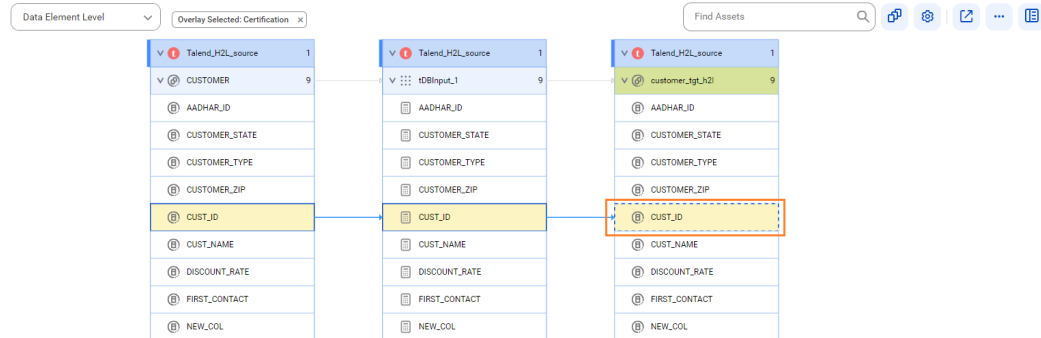 Data Element Level
Overlay Selected: Certification ×
Find Assets
Talend_H2L_source 1
CUSTOMER 9
AADHAR_ID
CUSTOMER_STATE
CUSTOMER_TYPE
CUSTOMER_ZIP
CUST_ID
CUST_NAME
DISCOUNT_RATE
FIRST_CONTACT
NEW_COL
Talend_H2L_source 1
tDBInput_1 9
AADHAR_ID
CUSTOMER_STATE
CUSTOMER_TYPE
CUSTOMER_ZIP
CUST_ID
CUST_NAME
DISCOUNT_RATE
FIRST_CONTACT
NEW_COL
Talend_H2L_source 1
customer_tgt_h2l 9
AADHAR_ID
CUSTOMER_STATE
CUSTOMER_TYPE
CUSTOMER_ZIP
CUST_ID
CUST_NAME
DISCOUNT_RATE
FIRST_CONTACT
NEW_COL